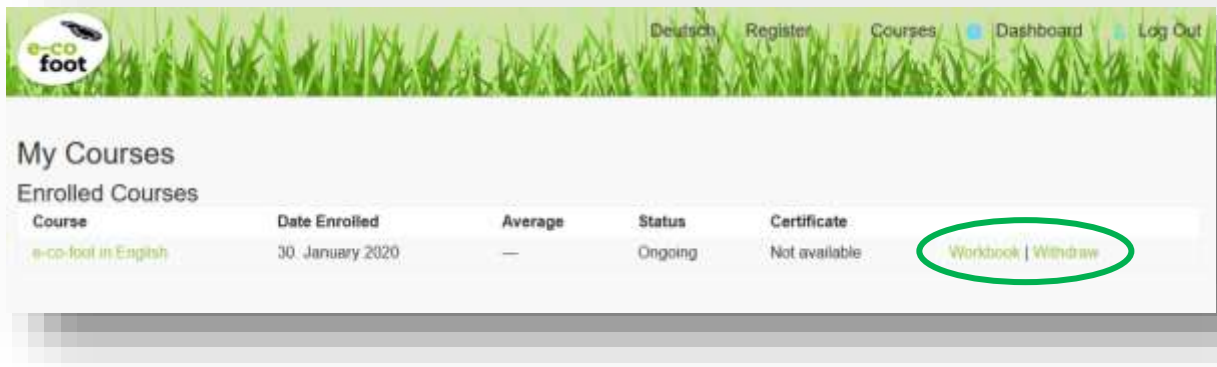 e-co
foot
Deutsch Register Courses Dashboard Log Out
My Courses
Enrolled Courses
Course Date Enrolled Average Status Certificate
e-co-foot in English 30. January 2020 — Ongoing Not available Workbook | Withdraw